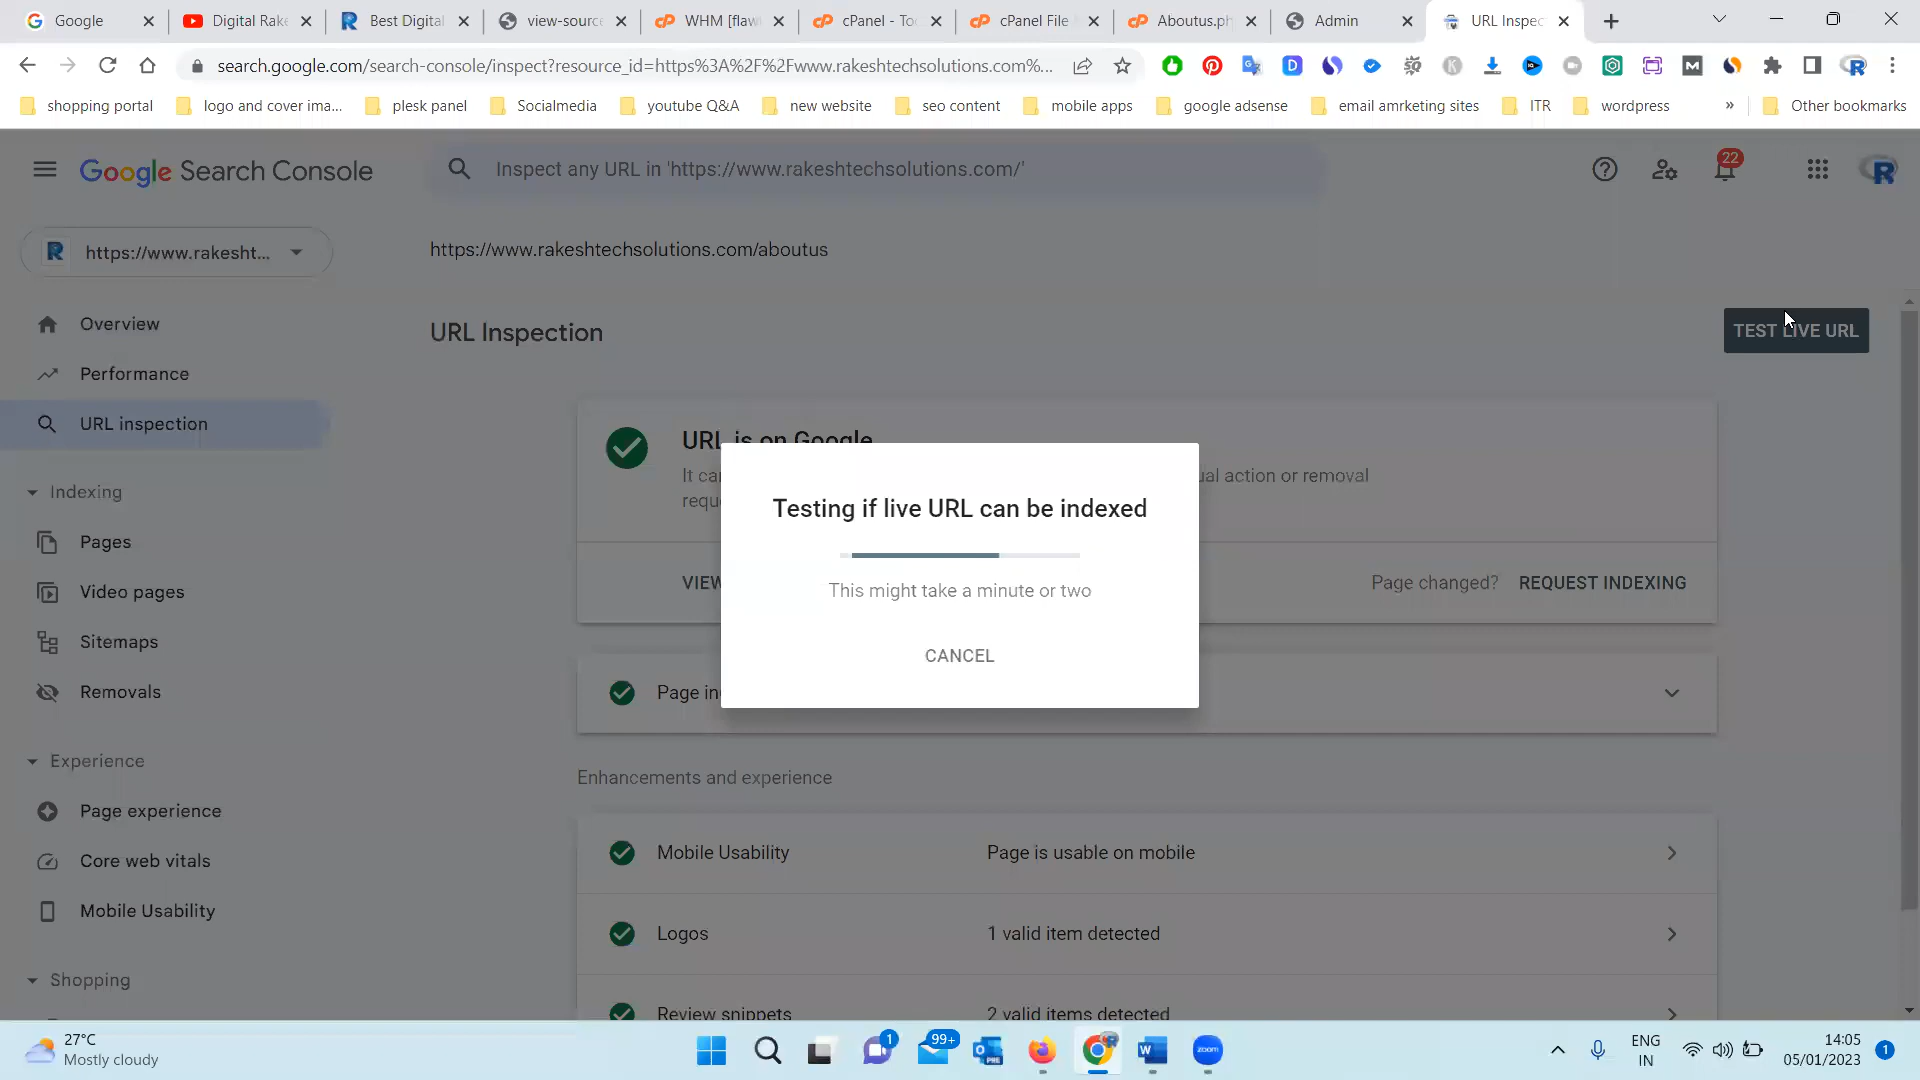 Google
Digital Rake
Best Digital
view-source
WHM [flaw
cPanel - Too
cPanel File
Aboutus.ph
Admin
URL Inspec
search.google.com/search-console/inspect?resource_id=https%3A%2F%2Fwww.rakeshtechsolutions.com%...
shopping portal
logo and cover ima...
plesk panel
Socialmedia
youtube Q&A
new website
seo content
mobile apps
google adsense
email amrketing sites
ITR
wordpress
»
Other bookmarks
Google Search Console
Inspect any URL in 'https://www.rakeshtechsolutions.com/'
22
https://www.rakesht...
https://www.rakeshtechsolutions.com/aboutus
Overview
Performance
URL inspection
Indexing
Pages
Video pages
Sitemaps
Removals
Experience
Page experience
Core web vitals
Mobile Usability
Shopping
URL Inspection
TEST LIVE URL
URL is on Google
ual action or removal
VIEW
Page changed?
REQUEST INDEXING
Testing if live URL can be indexed
This might take a minute or two
CANCEL
Page in
Enhancements and experience
Mobile Usability
Page is usable on mobile
Logos
1 valid item detected
Review snippets
2 valid items detected
27°C
Mostly cloudy
1
99+
zoom
ENG
IN
14:05
05/01/2023
1